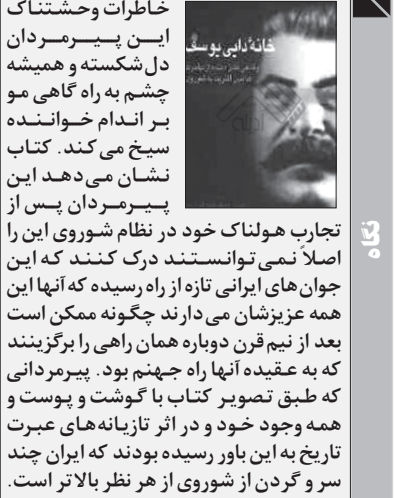 خاطرات وحشتناک
این پیرمردان
دل‌شکسته و همیشه
چشم به راه گاهی مو
بر اندام خواننده
سیخ می‌کند. کتاب
نشان می‌دهد این
پیرمردان پس از
تجارب هولناک خود در نظام شوروی این را
اصلاً نمی‌توانستند درک کنند که این
جوان‌های ایرانی تازه از راه رسیده که آنها این
همه عزیزشان می‌دارند چگونه ممکن است
بعد از نیم قرن دوباره همان راهی را برگزینند
که به عقیده آنها راه جهنم بود. پیرمردانی
که طبق تصویر کتاب با گوشت و پوست و
همه وجود خود و در اثر تازیانه‌های عبرت
تاریخ به این باور رسیده بودند که ایران چند
سر و گردن از شوروی از هر نظر بالاتر است.
خانهٔ دایی یوسف
نگاه